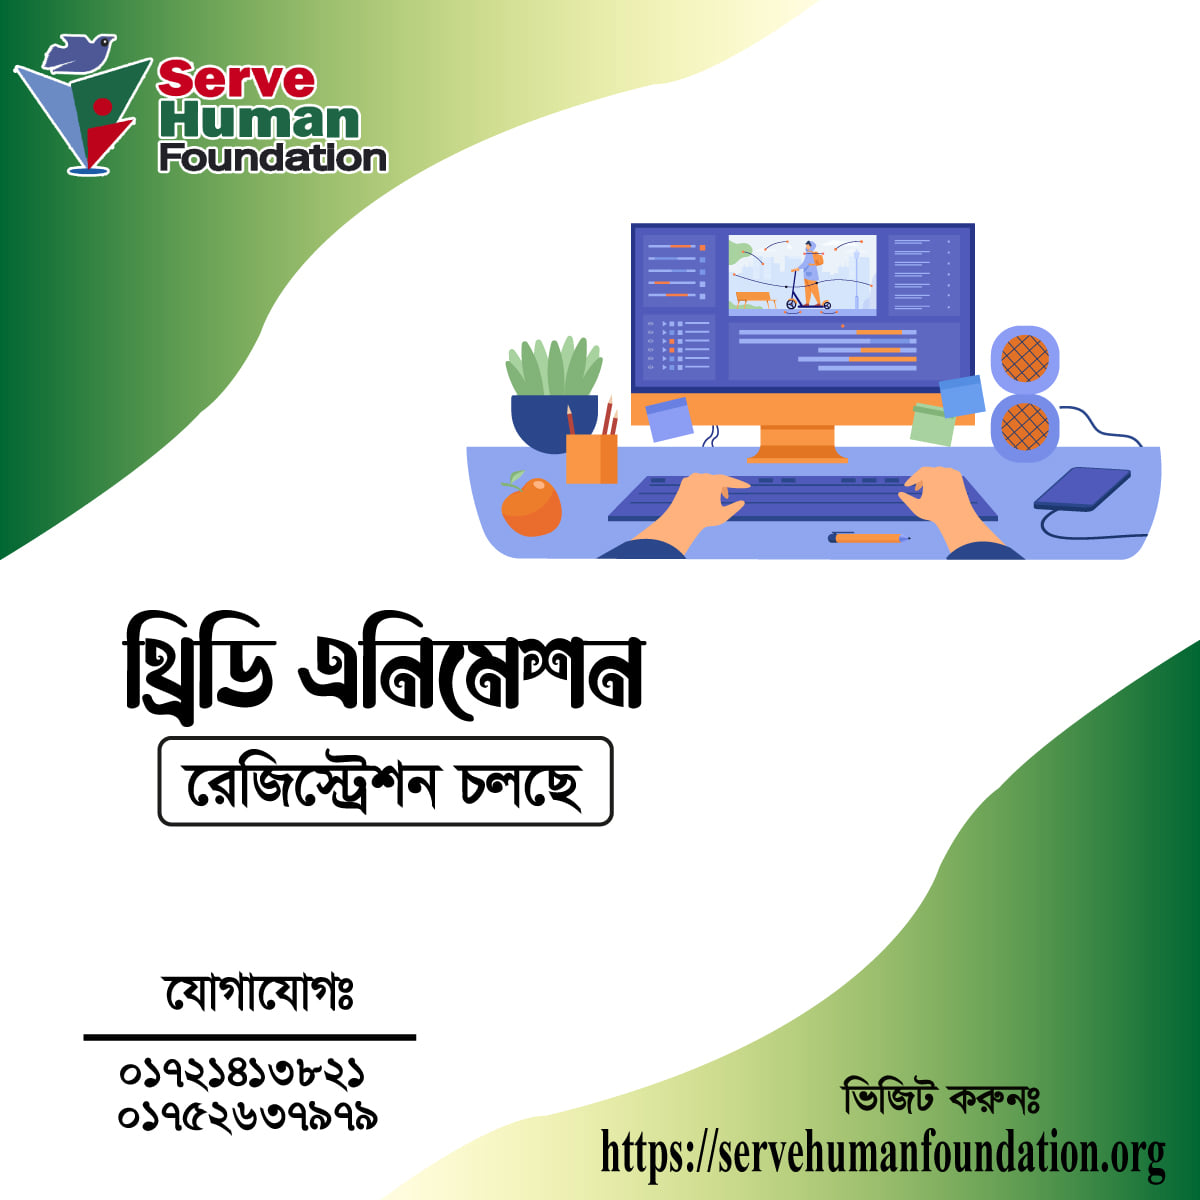 Serve
Human
Foundation
থ্রিডি এনিমেশন
রেজিস্ট্রেশন চলছে
যোগাযোগঃ
০১৭২১৪১৩৮২১
০১৭৫২৬৩৭৯৭৯
ভিজিট করুনঃ
https://servehumanfoundation.org